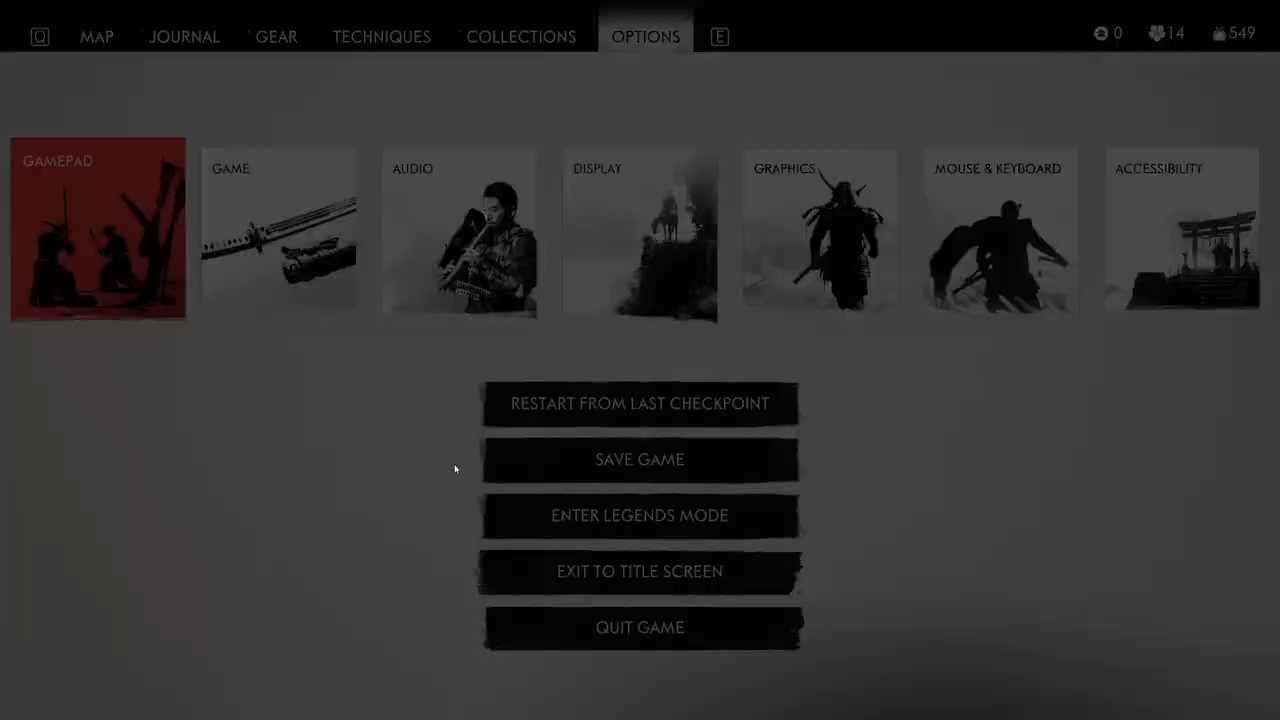 Q MAP JOURNAL GEAR TECHNIQUES COLLECTIONS OPTIONS E 0 14 549
GAMEPAD
GAME
AUDIO
DISPLAY
GRAPHICS
MOUSE & KEYBOARD
ACCESSIBILITY
RESTART FROM LAST CHECKPOINT
SAVE GAME
ENTER LEGENDS MODE
EXIT TO TITLE SCREEN
QUIT GAME